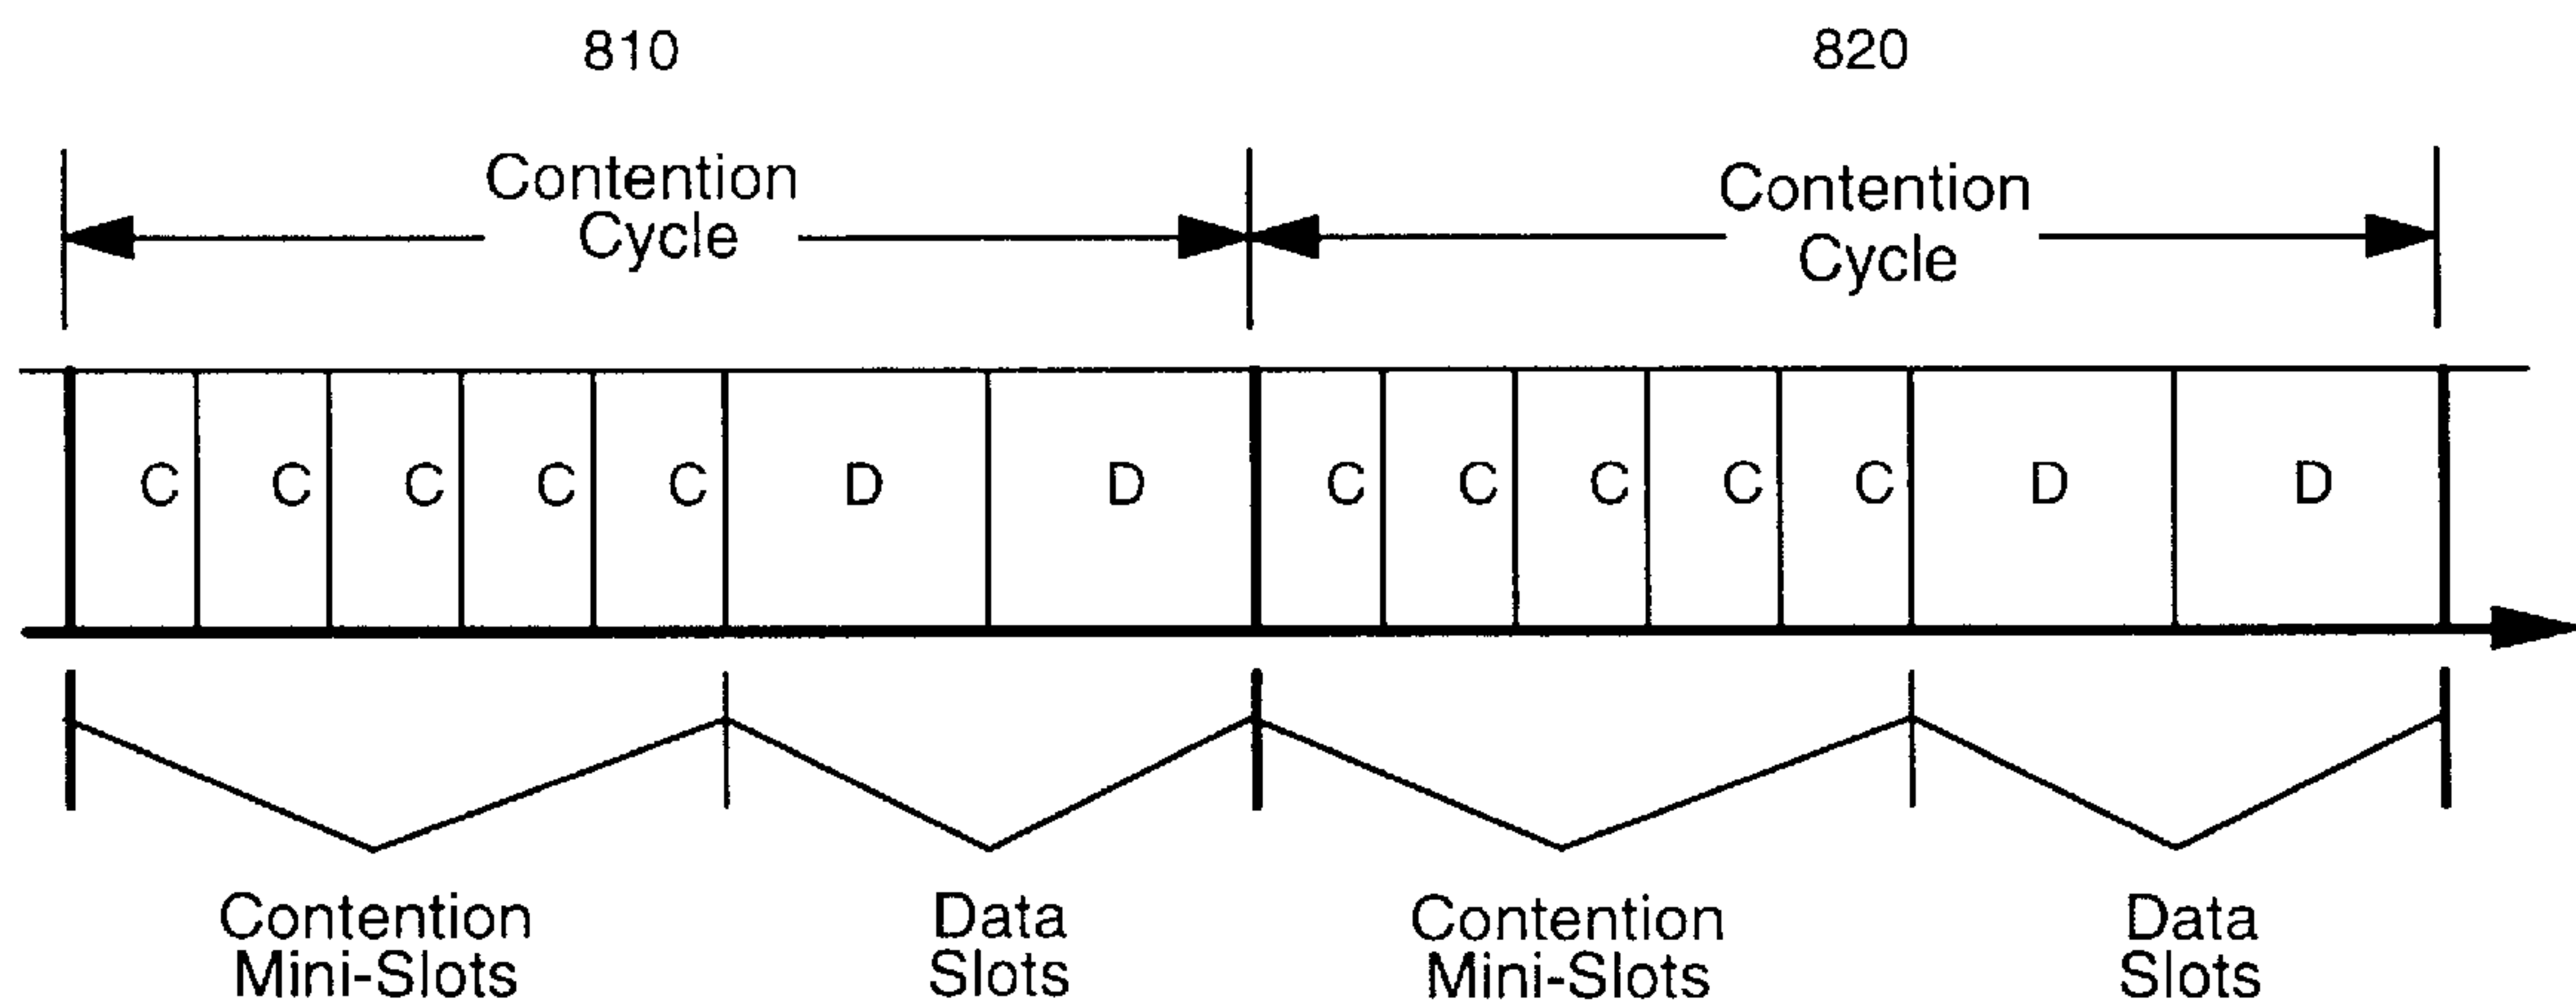 810 820
Contention
Cycle
Contention
Cycle
C C C C C D D C C C C C D D
Contention
Mini-Slots
Data
Slots
Contention
Mini-Slots
Data
Slots